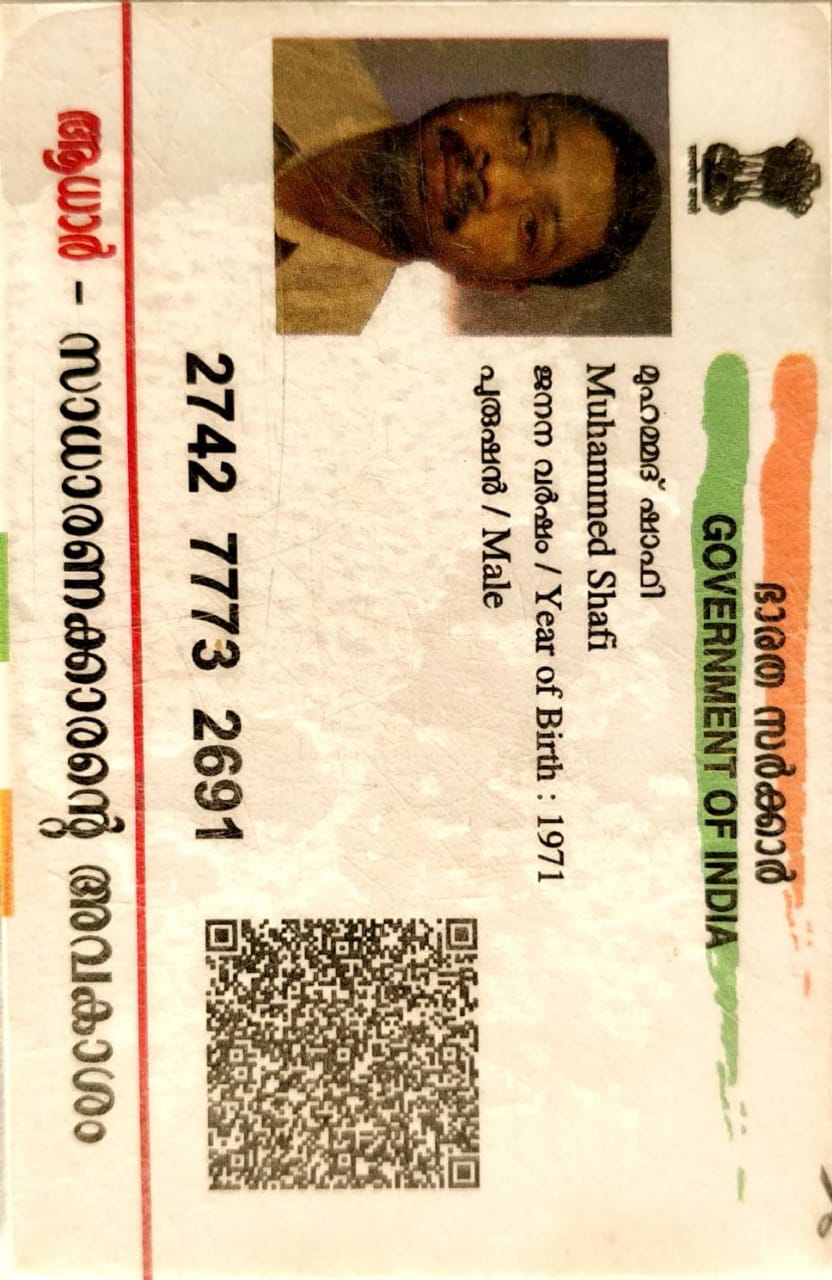 ഭാരത സർക്കാർ
GOVERNMENT OF INDIA
सत्यमेव जयते
മുഹമ്മദ് ഷാഫി
Muhammed Shafi
ജനന വർഷം / Year of Birth : 1971
പുരുഷൻ / Male
2742 7773 2691
ആധാർ - സാധാരണക്കാരന്റെ അവകാശം